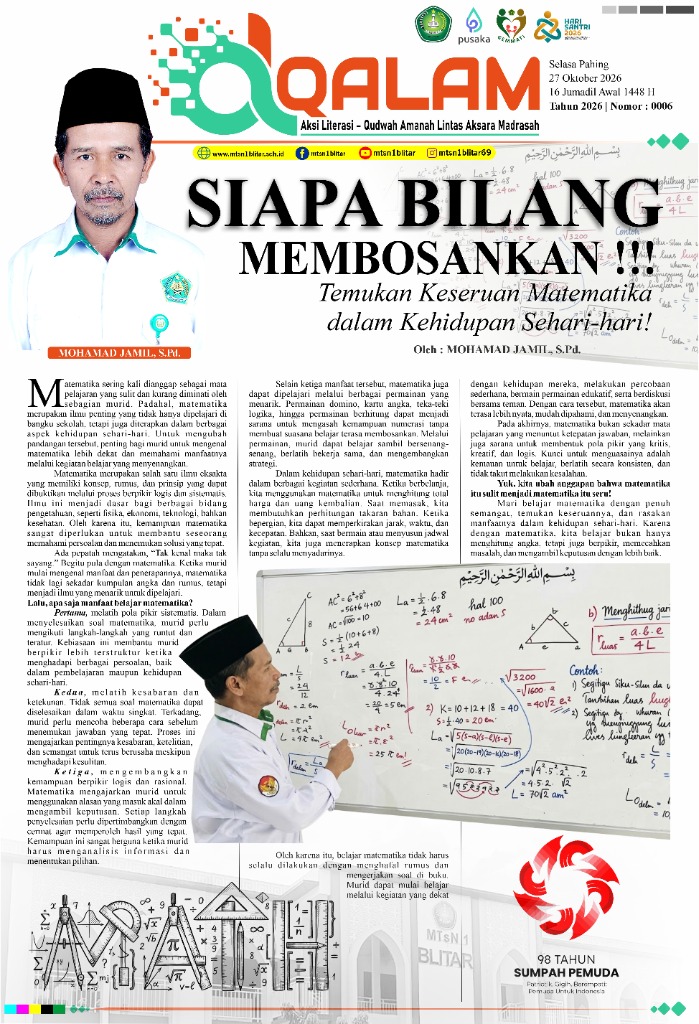 pusaka
GEMMATI
HARI
SANTRI
2026
QALAM
Aksi Literasi – Qudwah Amanah Lintas Aksara Madrasah
Selasa Pahing
27 Oktober 2026
16 Jumadil Awal 1448 H
Tahun 2026 | Nomor : 0006
www.mtsn1blitar.sch.id
mtsn1blitar
mtsn1blitar
mtsn1blitar69
بِسْمِ اللهِ الرَّحْمٰنِ الرَّحِيْمِ
SIAPA BILANG
MEMBOSANKAN !!!
Temukan Keseruan Matematika
dalam Kehidupan Sehari-hari!
Oleh : MOHAMAD JAMIL, S.Pd.
MOHAMAD JAMIL, S.Pd.
Matematika sering kali dianggap sebagai mata
pelajaran yang sulit dan kurang diminati oleh
sebagian murid. Padahal, matematika
merupakan ilmu penting yang tidak hanya dipelajari di
bangku sekolah, tetapi juga diterapkan dalam berbagai
aspek kehidupan sehari-hari. Untuk mengubah
pandangan tersebut, penting bagi murid untuk mengenal
matematika lebih dekat dan memahami manfaatnya
melalui kegiatan belajar yang menyenangkan.
Matematika merupakan salah satu ilmu eksakta
yang memiliki konsep, rumus, dan prinsip yang dapat
dibuktikan melalui proses berpikir logis dan sistematis.
Ilmu ini menjadi dasar bagi berbagai bidang
pengetahuan, seperti fisika, ekonomi, teknologi, bahkan
kesehatan. Oleh karena itu, kemampuan matematika
sangat diperlukan untuk membantu seseorang
memahami persoalan dan menemukan solusi yang tepat.
Ada pepatah mengatakan, “Tak kenal maka tak
sayang.” Begitu pula dengan matematika. Ketika murid
mulai mengenal manfaat dan penerapannya, matematika
tidak lagi sekadar kumpulan angka dan rumus, tetapi
menjadi ilmu yang menarik untuk dipelajari.
Lalu, apa saja manfaat belajar matematika?
Pertama, melatih pola pikir sistematis. Dalam
menyelesaikan soal matematika, murid perlu
mengikuti langkah-langkah yang runtut dan
teratur. Kebiasaan ini membantu murid
berpikir lebih terstruktur ketika
menghadapi berbagai persoalan, baik
dalam pembelajaran maupun kehidupan
sehari-hari.
Kedua, melatih kesabaran dan
ketekunan. Tidak semua soal matematika dapat
diselesaikan dalam waktu singkat. Terkadang,
murid perlu mencoba beberapa cara sebelum
menemukan jawaban yang tepat. Proses ini
mengajarkan pentingnya kesabaran, ketelitian,
dan semangat untuk terus berusaha meskipun
menghadapi kesulitan.
Ketiga, mengembangkan
kemampuan berpikir logis dan rasional.
Matematika mengajarkan murid untuk
menggunakan alasan yang masuk akal dalam
mengambil keputusan. Setiap langkah
penyelesaian perlu dipertimbangkan dengan
cermat agar memperoleh hasil yang tepat.
Kemampuan ini sangat berguna ketika murid
harus menganalisis informasi dan
menentukan pilihan.
Selain ketiga manfaat tersebut, matematika juga
dapat dipelajari melalui berbagai permainan yang
menarik. Permainan domino, kartu angka, teka-teki
logika, hingga permainan berhitung dapat menjadi
sarana untuk mengasah kemampuan numerasi tanpa
membuat suasana belajar terasa membosankan. Melalui
permainan, murid dapat belajar sambil bersenang-
senang, berlatih bekerja sama, dan mengembangkan
strategi.
Dalam kehidupan sehari-hari, matematika hadir
dalam berbagai kegiatan sederhana. Ketika berbelanja,
kita menggunakan matematika untuk menghitung total
harga dan uang kembalian. Saat memasak, kita
membutuhkan perhitungan takaran bahan. Ketika
bepergian, kita dapat memperkirakan jarak, waktu, dan
kecepatan. Bahkan, saat bermain atau menyusun jadwal
kegiatan, kita juga menerapkan konsep matematika
tanpa selalu menyadarinya.
Oleh karena itu, belajar matematika tidak harus
selalu dilakukan dengan menghafal rumus dan
mengerjakan soal di buku.
Murid dapat mulai belajar
melalui kegiatan yang dekat
dengan kehidupan mereka, melakukan percobaan
sederhana, bermain permainan edukatif, serta berdiskusi
bersama teman. Dengan cara tersebut, matematika akan
terasa lebih nyata, mudah dipahami, dan menyenangkan.
Pada akhirnya, matematika bukan sekadar mata
pelajaran yang menuntut ketepatan jawaban, melainkan
juga sarana untuk membentuk pola pikir yang kritis,
kreatif, dan logis. Kunci untuk menguasainya adalah
kemauan untuk belajar, berlatih secara konsisten, dan
tidak takut melakukan kesalahan.
Yuk, kita ubah anggapan bahwa matematika
itu sulit menjadi matematika itu seru!
Mari belajar matematika dengan penuh
semangat, temukan keseruannya, dan rasakan
manfaatnya dalam kehidupan sehari-hari. Karena
dengan matematika, kita belajar bukan hanya
menghitung angka, tetapi juga berpikir, memecahkan
masalah, dan mengambil keputusan dengan lebih baik.
بِسْمِ اللهِ الرَّحْمٰنِ الرَّحِيْمِ
hal 100
no
b) Menghithug jar
Contoh:
2) K = 10 + 12 + 18 = 40
MATH
MTsN 1
BLITAR
98 TAHUN
SUMPAH PEMUDA
Patriotik, Gigih, Berempati:
Pemuda Untuk Indonesia